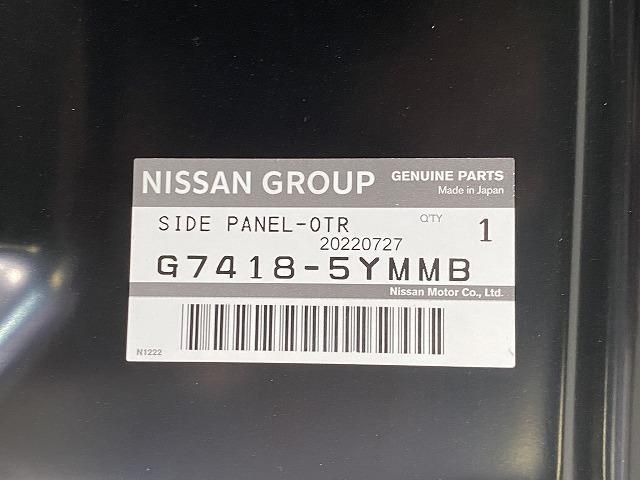 NISSAN GROUP
GENUINE PARTS
Made in Japan
SIDE PANEL-OTR
Q'TY
1
20220727
G7418-5YMMB
Nissan Motor Co., Ltd.
N1222